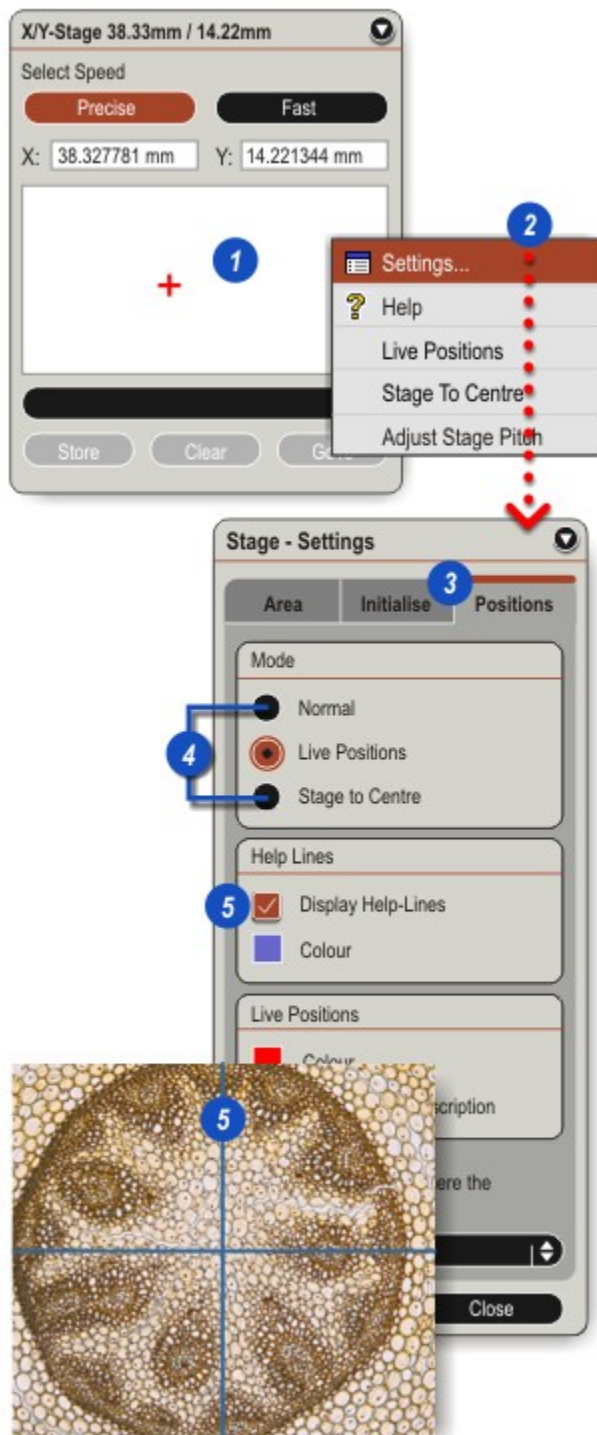 X/Y-Stage 38.33mm / 14.22mm
Select Speed
Precise Fast
X: 38.327781 mm Y: 14.221344 mm
1
2
Settings...
Help
Live Positions
Stage To Centre
Adjust Stage Pitch
Store Clear
Stage - Settings
3
Area Initialise Positions
Mode
Normal
4 Live Positions
Stage to Centre
Help Lines
5 Display Help-Lines
Colour
Live Positions
Colour
5
scription
ere the
Close